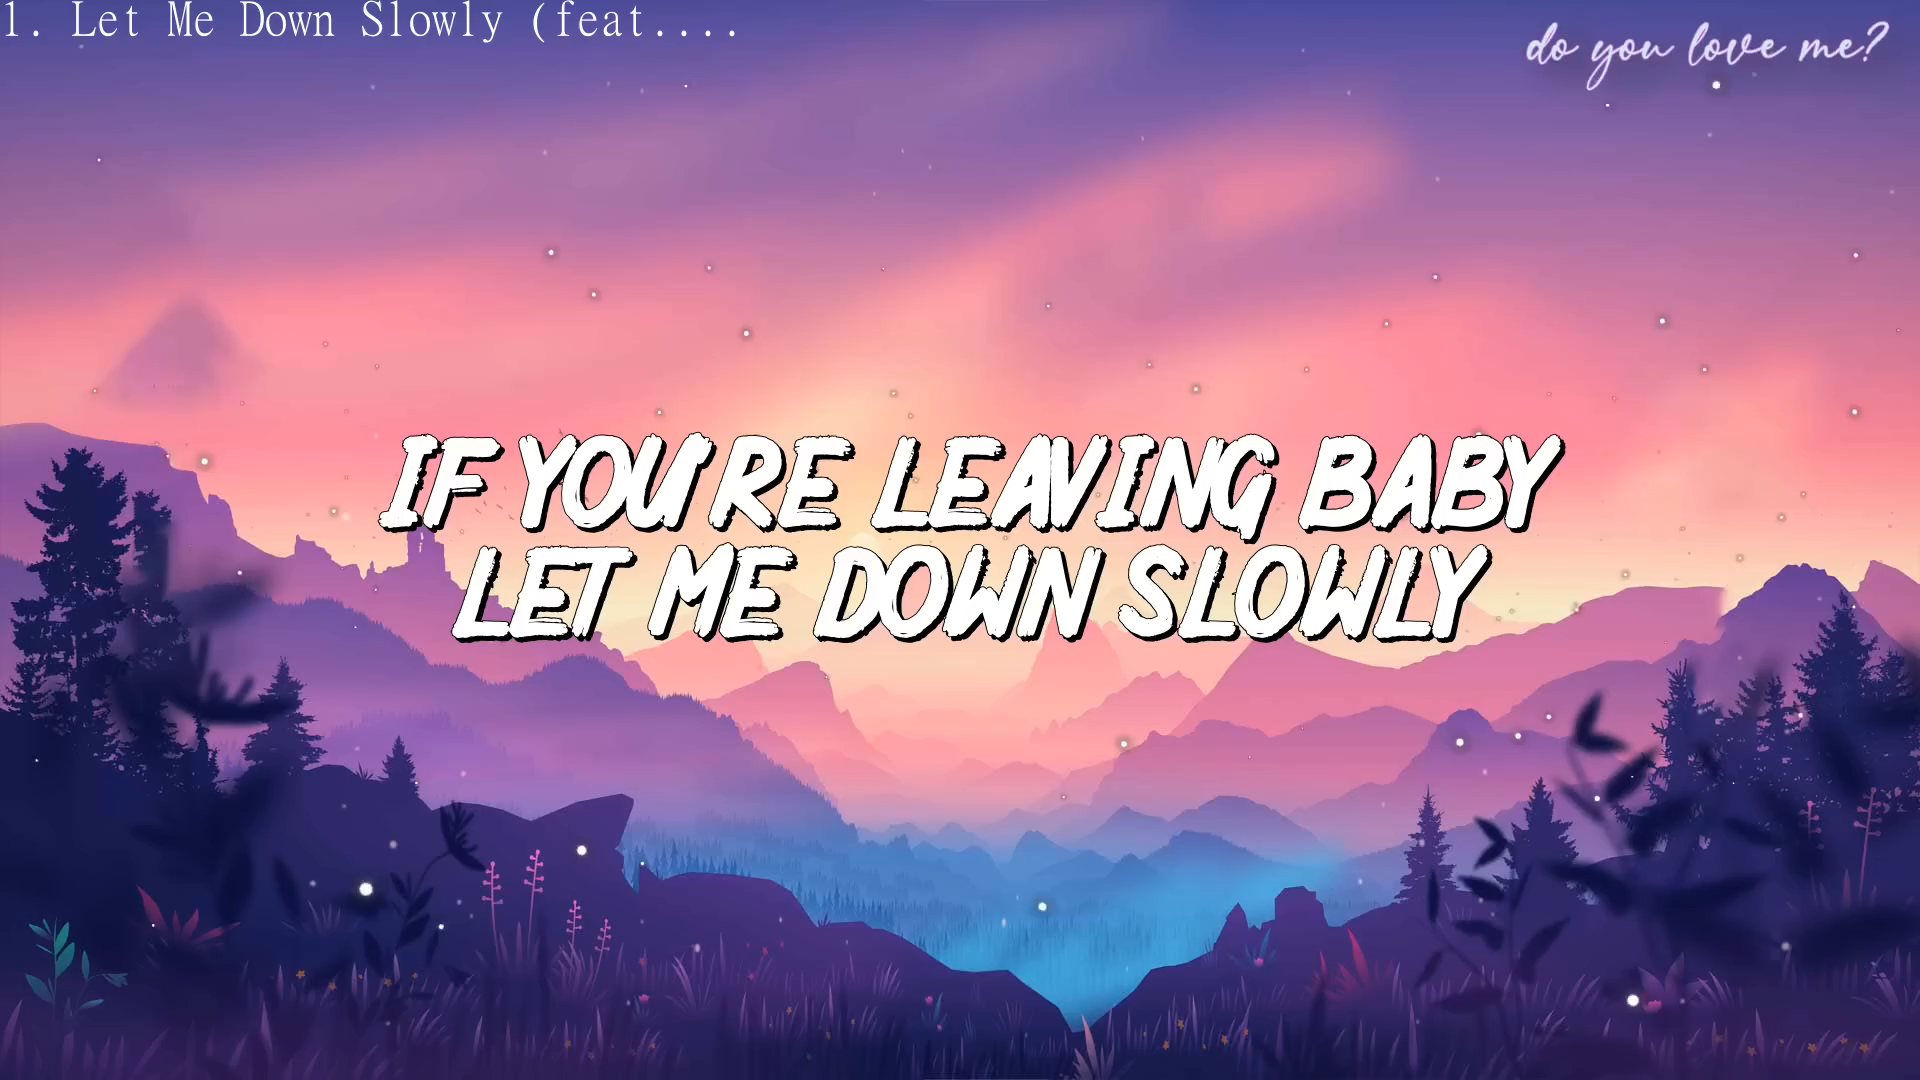 1. Let Me Down Slowly (feat....
do you love me?
IF YOU'RE LEAVING BABY
LET ME DOWN SLOWLY